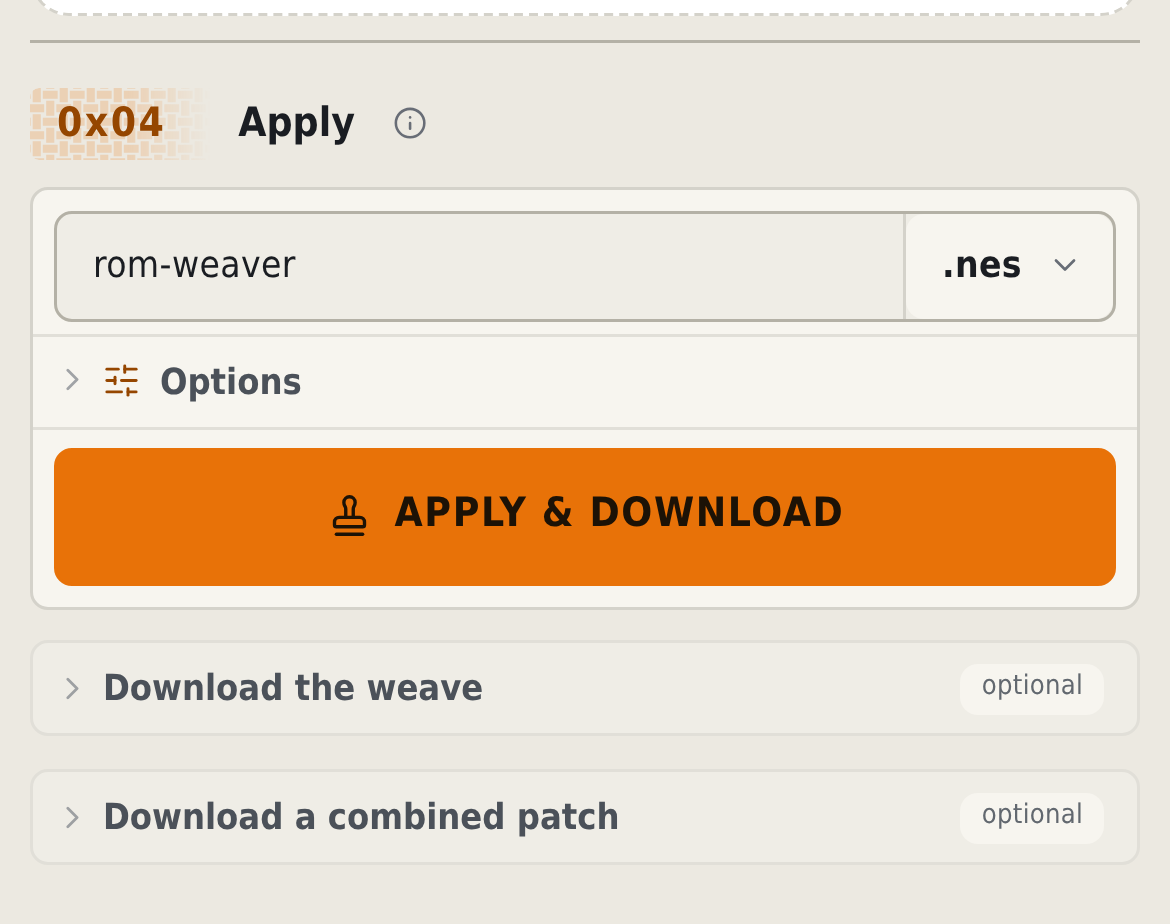 0x04 Apply
rom-weaver .nes
Options
APPLY & DOWNLOAD
Download the weave optional
Download a combined patch optional